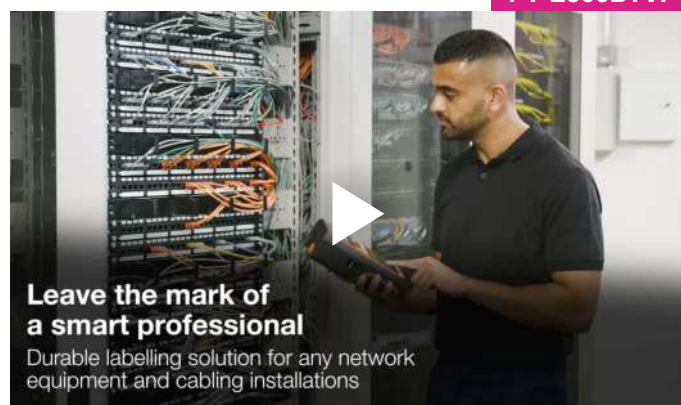 Leave the mark of
a smart professional
Durable labelling solution for any network
equipment and cabling installations